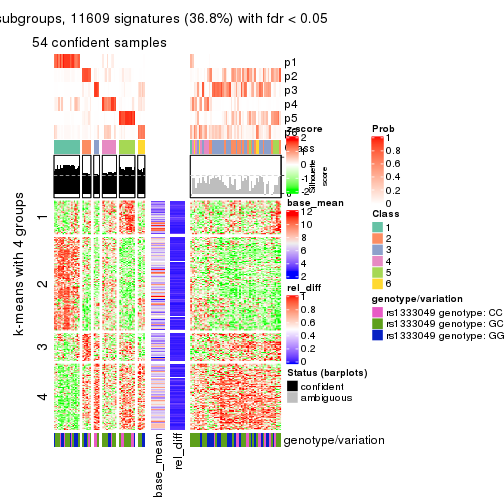 subgroups, 11609 signatures (36.8%) with fdr < 0.05
54 confident samples
p1
p2
p3
p4
p5
p6
Class
Silhouette
score
1
2
3
4
k-means with 4 groups
base_mean
rel_diff
genotype/variation
z-score
2
1
0
-1
-2
base_mean
12
10
8
6
4
2
rel_diff
1
0.8
0.6
0.4
0.2
0
Status (barplots)
confident
ambiguous
Prob
1
0.8
0.6
0.4
0.2
0
Class
1
2
3
4
5
6
genotype/variation
rs1333049 genotype: CC
rs1333049 genotype: GC
rs1333049 genotype: GG